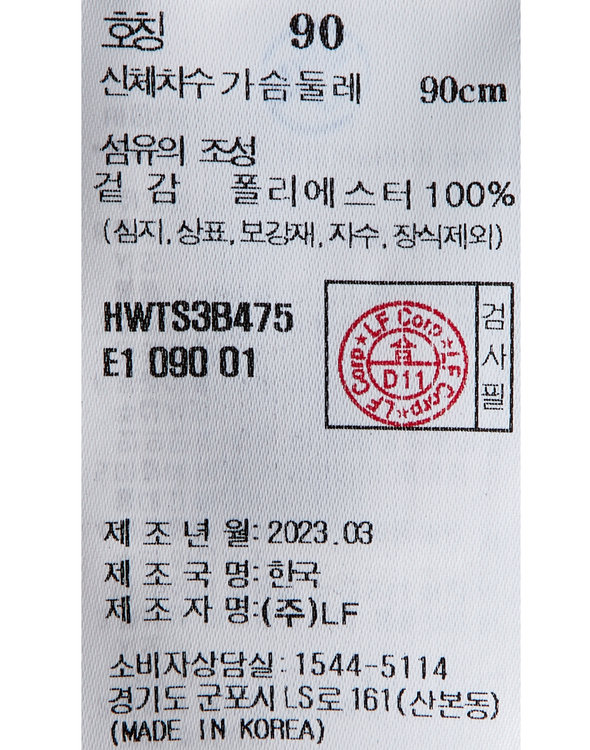 호칭 90
신체치수 가슴둘레 90cm
섬유의 조성
겉 감 폴리에스터 100%
(심지, 상표, 보강재, 자수, 장식제외)
HWTS3B475
E1 090 01
LF Corp★LF Corp★LF Corp★
D11
검사필
제 조 년 월: 2023.03
제 조 국 명: 한국
제 조 자 명: (주)LF
소비자상담실: 1544-5114
경기도 군포시 LS로 161(산본동)
(MADE IN KOREA)